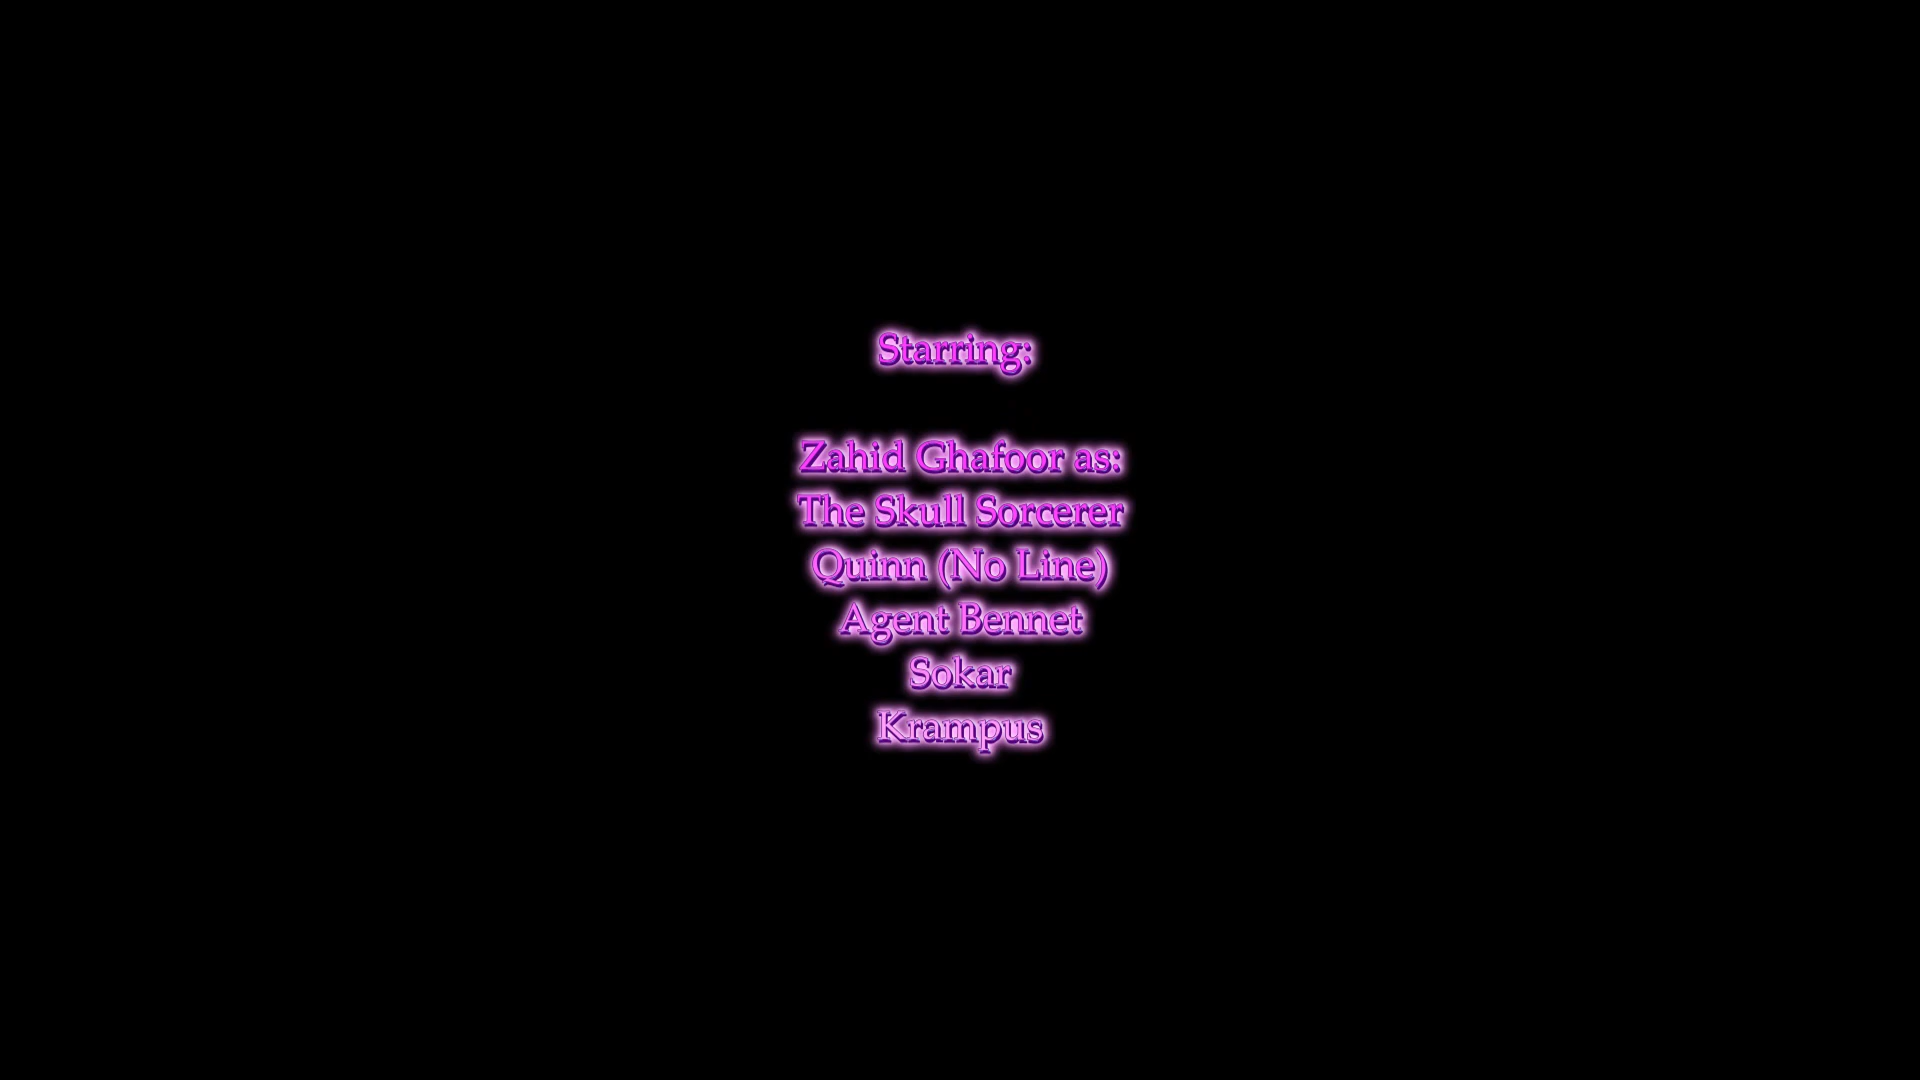 Starring:
Zahid Ghafoor as:
The Skull Sorcerer
Quinn (No Line)
Agent Bennet
Sokar
Krampus